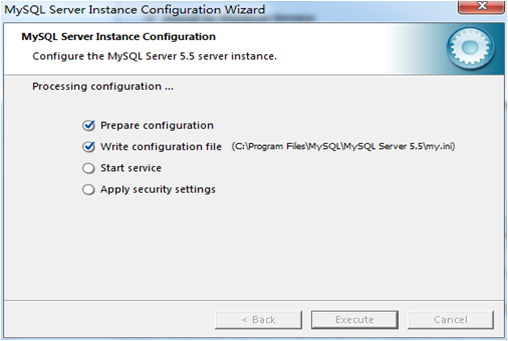 MySQL Server Instance Configuration Wizard
MySQL Server Instance Configuration
Configure the MySQL Server 5.5 server instance.
Processing configuration ...
Prepare configuration
Write configuration file (C:\Program Files\MySQL\MySQL Server 5.5\my.ini)
Start service
Apply security settings
< Back Execute Cancel